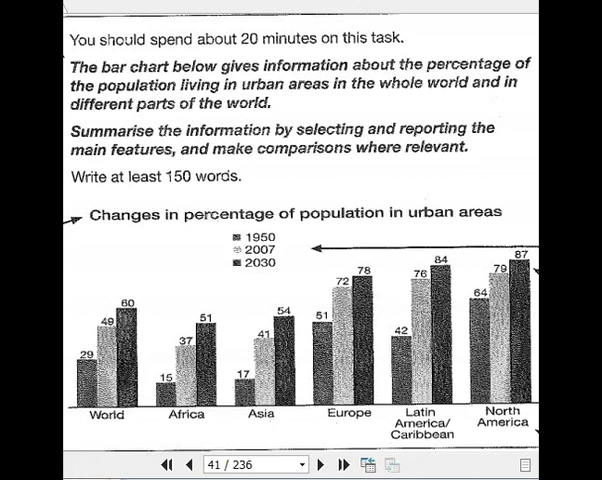 You should spend about 20 minutes on this task.
The bar chart below gives information about the percentage of
the population living in urban areas in the whole world and in
different parts of the world.
Summarise the information by selecting and reporting the
main features, and make comparisons where relevant.
Write at least 150 words.
Changes in percentage of population in urban areas
1950
2007
2030
29 49 60
15 37 51
17 41 54
51 72 78
42 76 84
64 79 87
World
Africa
Asia
Europe
Latin
America/
Caribbean
North
America
41 / 236